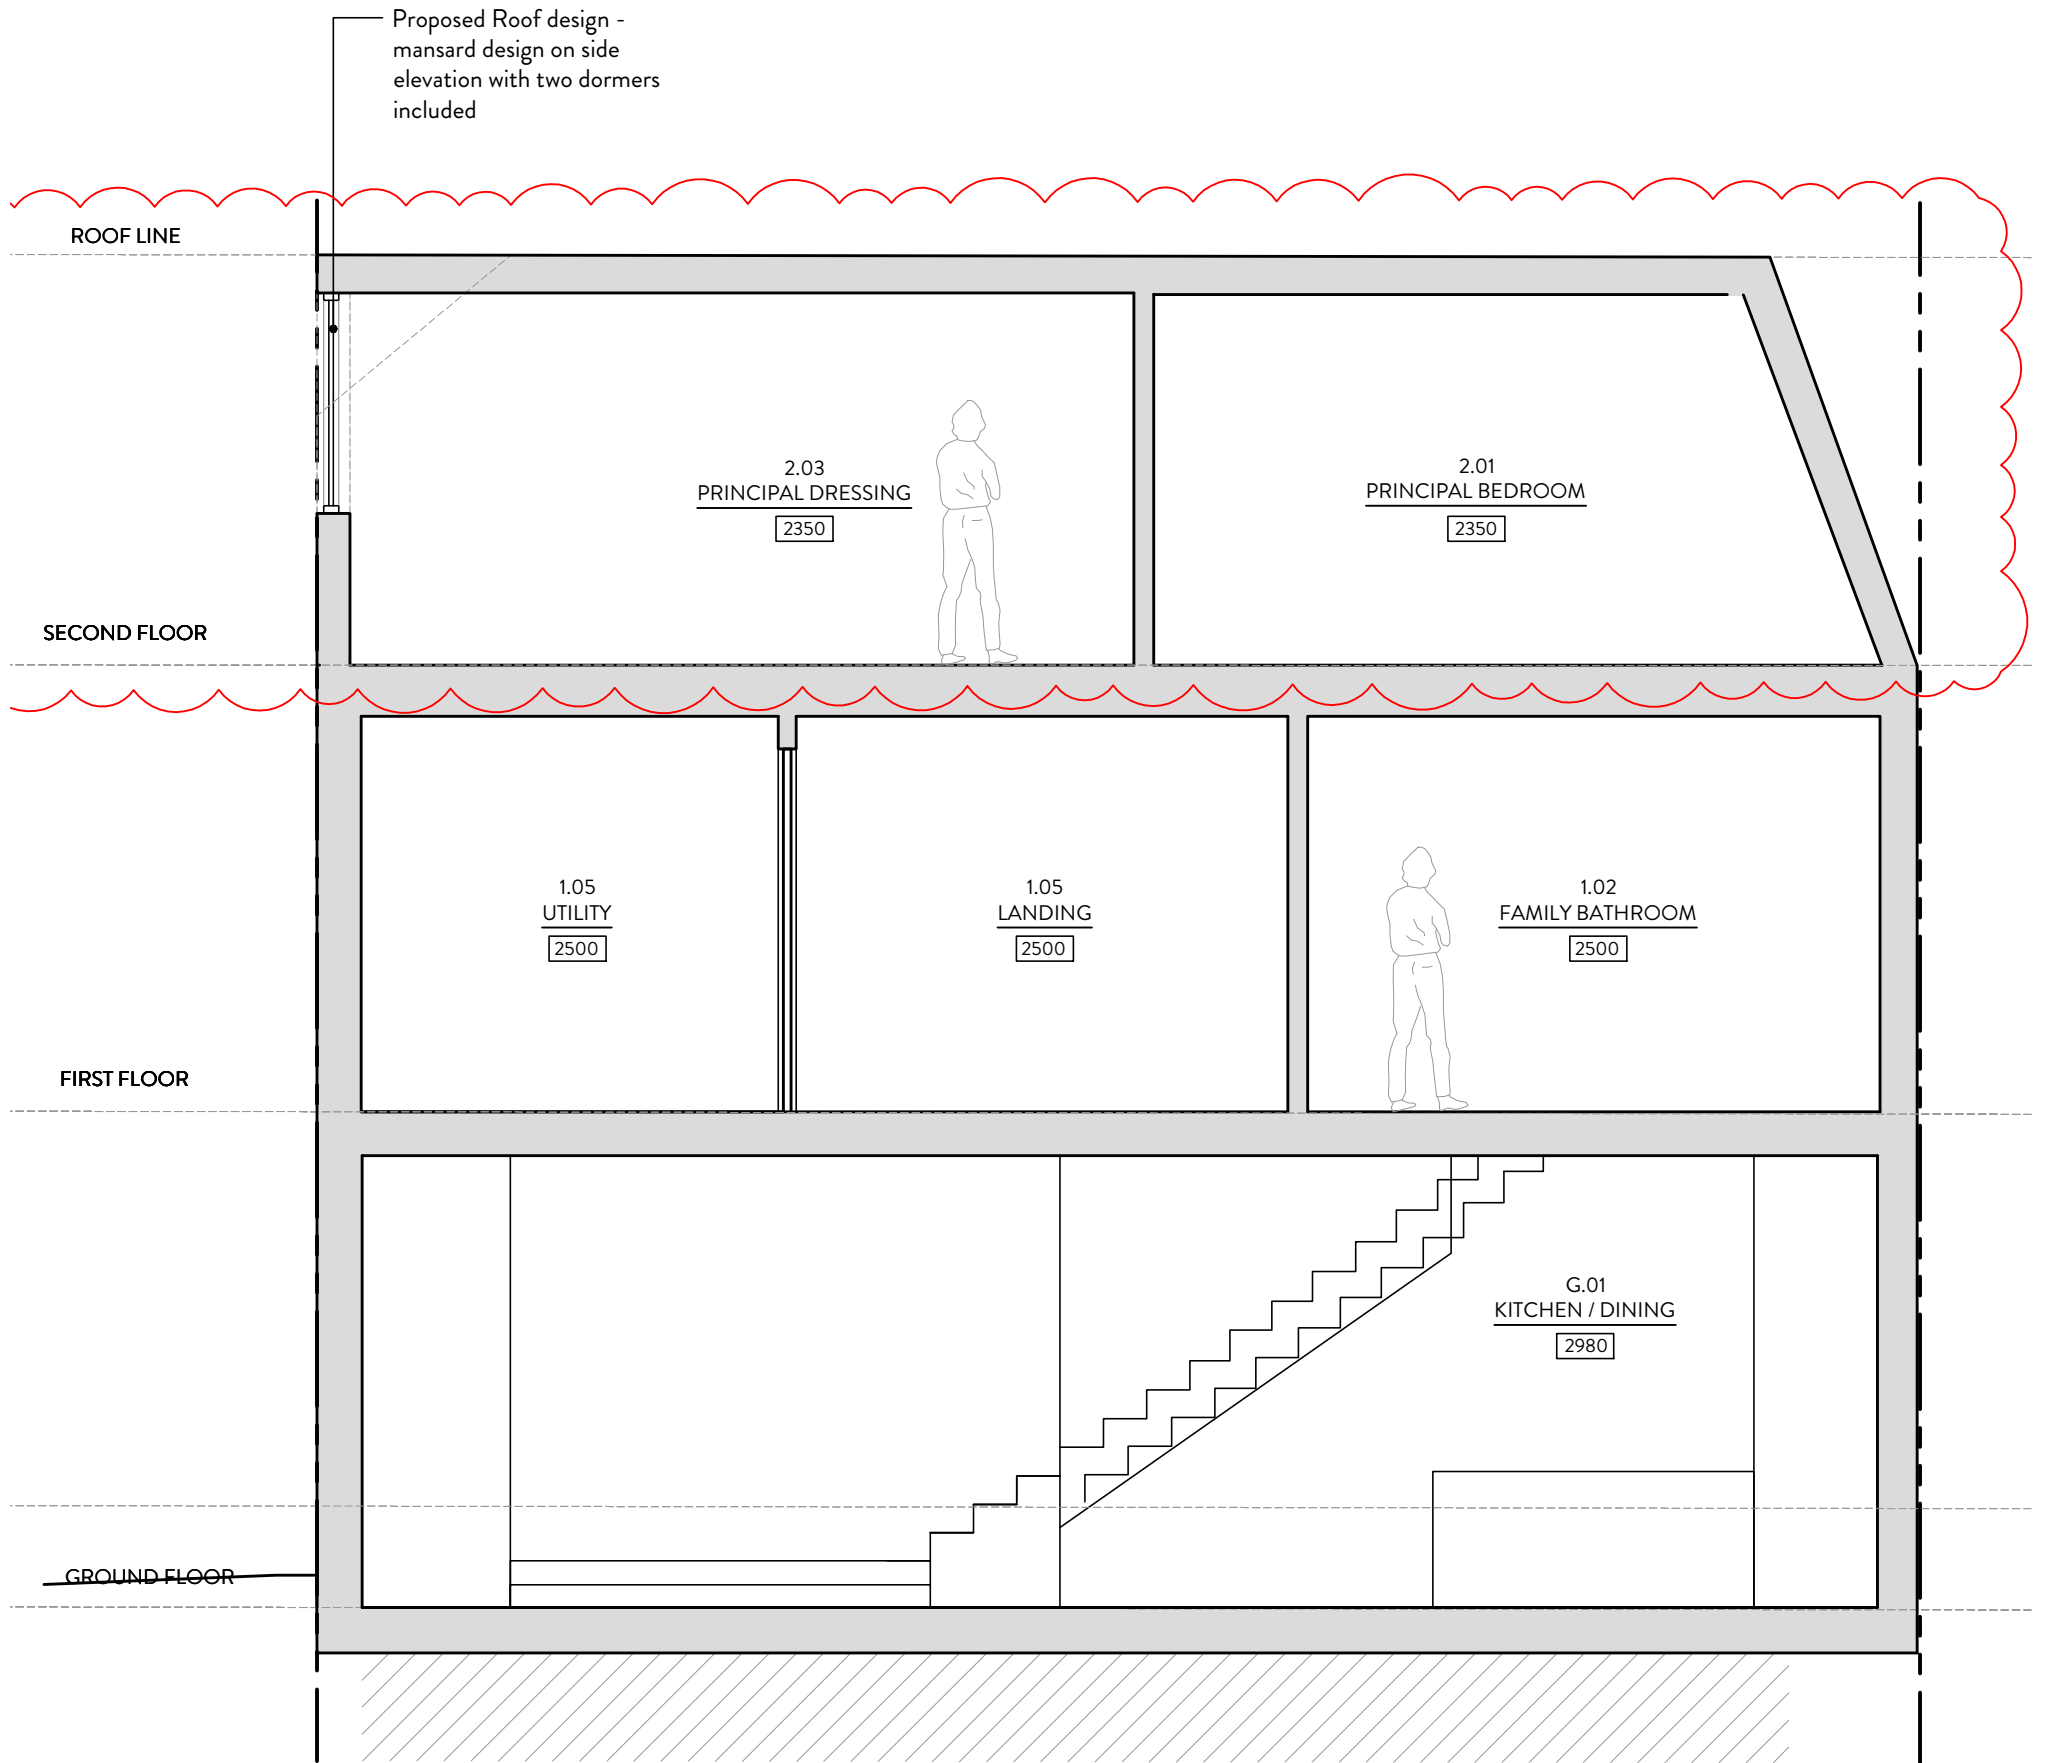 Proposed Roof design -
mansard design on side
elevation with two dormers
included
ROOF LINE
2.03
PRINCIPAL DRESSING
2350
2.01
PRINCIPAL BEDROOM
2350
SECOND FLOOR
1.05
UTILITY
2500
1.05
LANDING
2500
1.02
FAMILY BATHROOM
2500
FIRST FLOOR
G.01
KITCHEN / DINING
2980
GROUND FLOOR